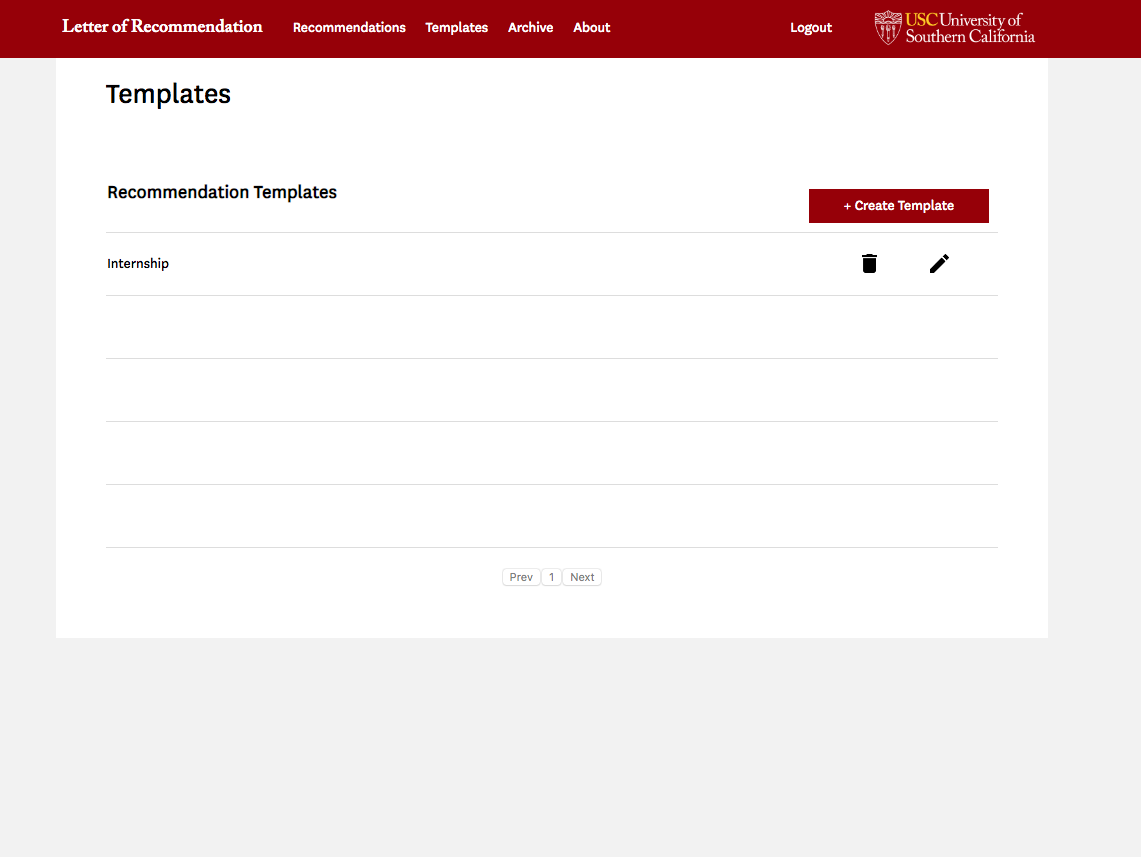 Letter of Recommendation Recommendations Templates Archive About Logout USC University of
Southern California
Templates
Recommendation Templates
+ Create Template
Internship
Prev 1 Next